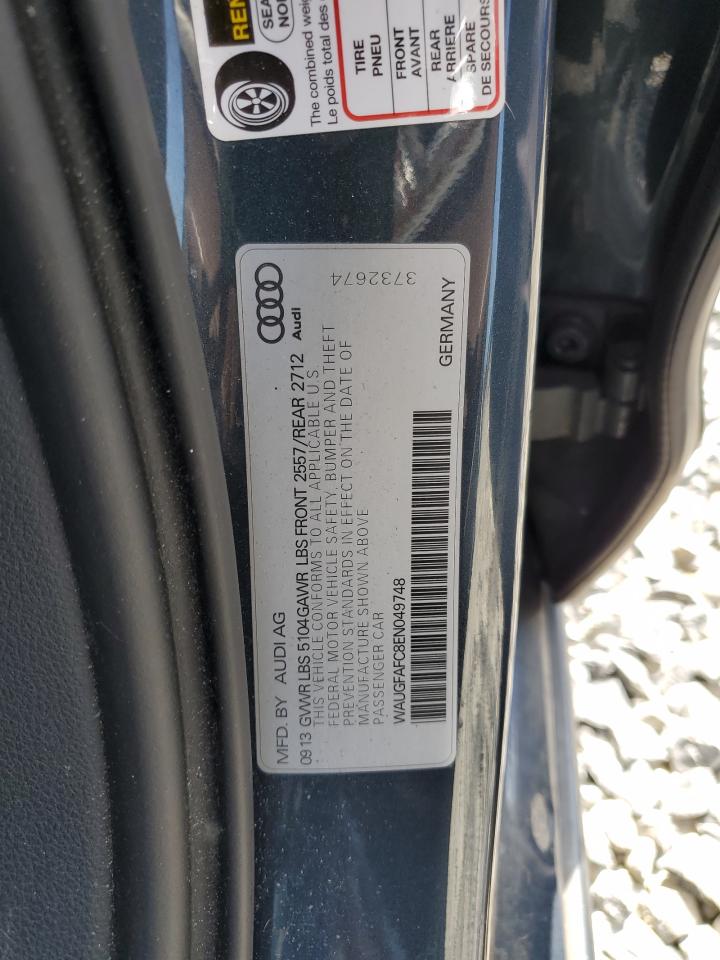 REN
SEA
NOM
The combined weig
Le poids total des
TIRE
PNEU
FRONT
AVANT
REAR
ARRIERE
SPARE
DE SECOURS
MFD. BY AUDI AG
09 13 GVWR LBS 5104GAWR LBS FRONT 2557/REAR 2712
THIS VEHICLE CONFORMS TO ALL APPLICABLE U.S
FEDERAL MOTOR VEHICLE SAFETY, BUMPER AND THEFT
PREVENTION STANDARDS IN EFFECT ON THE DATE OF
MANUFACTURE SHOWN ABOVE
PASSENGER CAR
WAUGFAFC8EN049748
Audi
3732674
GERMANY